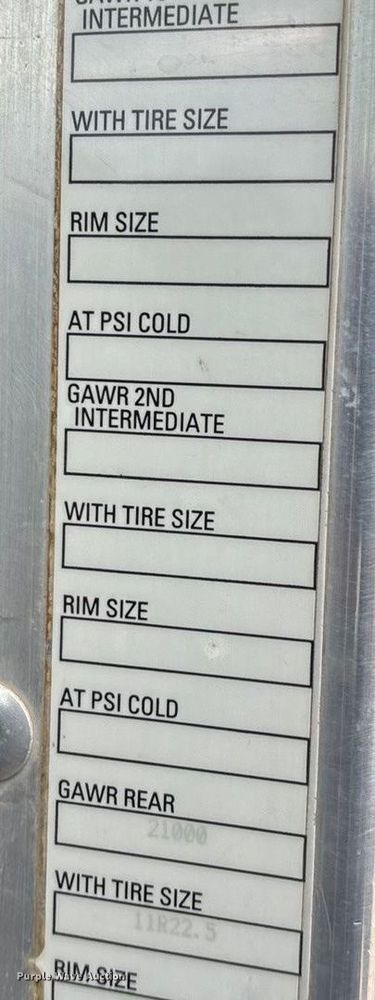 INTERMEDIATE
WITH TIRE SIZE
RIM SIZE
AT PSI COLD
GAWR 2ND
INTERMEDIATE
WITH TIRE SIZE
RIM SIZE
AT PSI COLD
GAWR REAR
21000
WITH TIRE SIZE
11R22.5
RIM SIZE
Purple Wave Auction